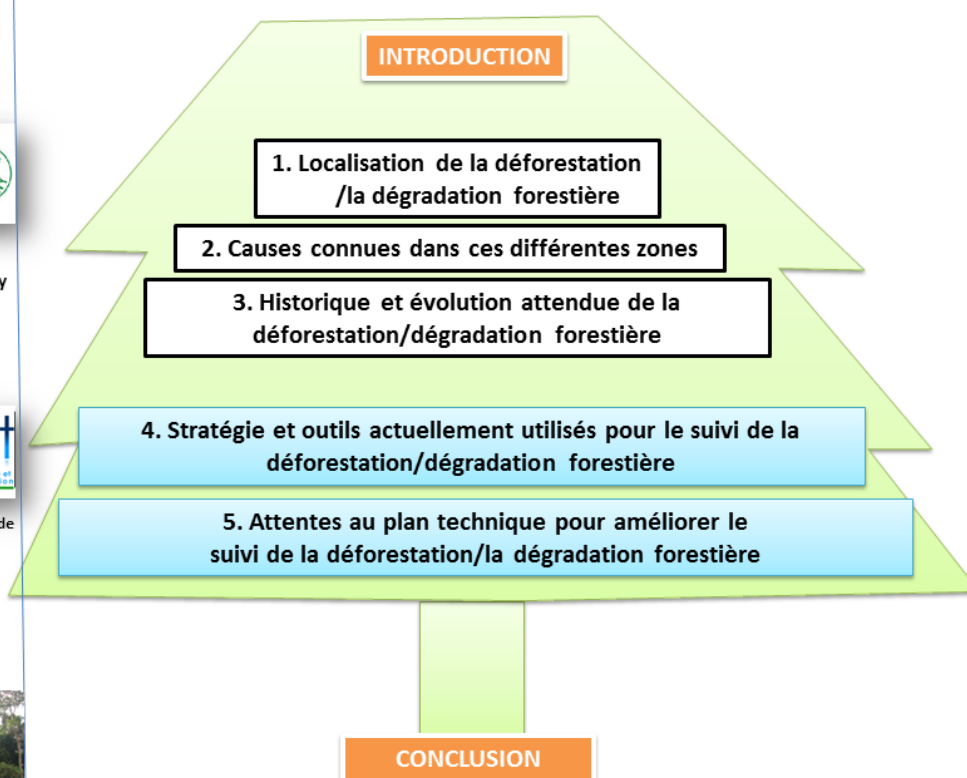 INTRODUCTION
1. Localisation de la déforestation
/la dégradation forestière
2. Causes connues dans ces différentes zones
3. Historique et évolution attendue de la
déforestation/dégradation forestière
4. Stratégie et outils actuellement utilisés pour le suivi de la
déforestation/dégradation forestière
5. Attentes au plan technique pour améliorer le
suivi de la déforestation/la dégradation forestière
CONCLUSION
y
et
de